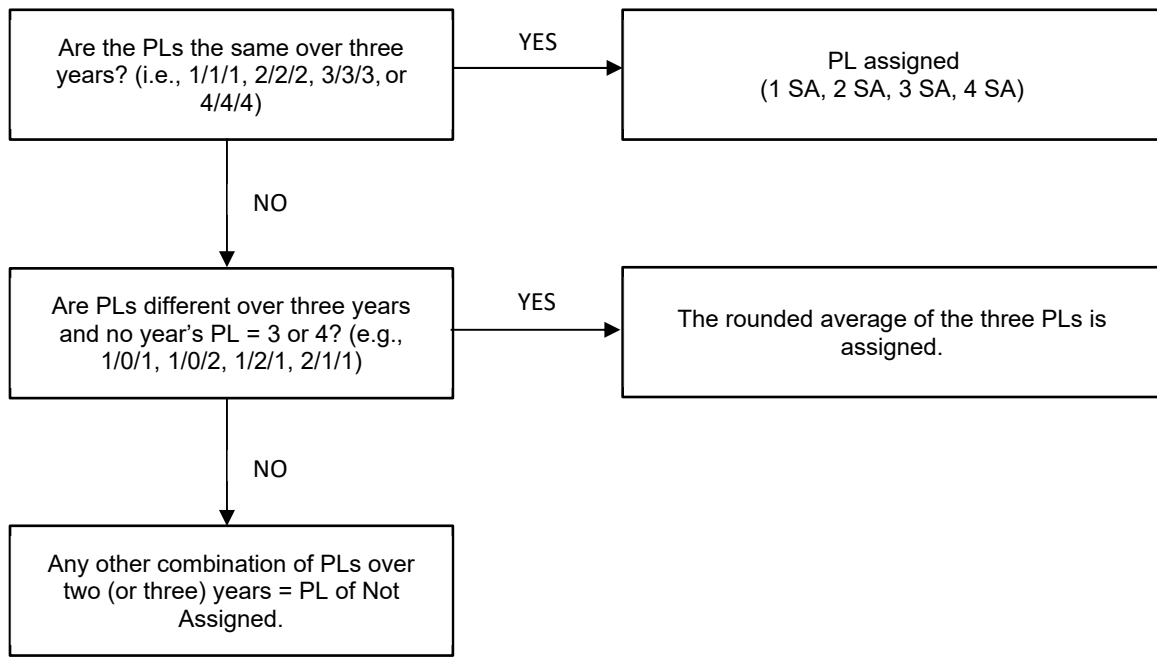 Are the PLs the same over three
years? (i.e., 1/1/1, 2/2/2, 3/3/3, or
4/4/4)
YES
PL assigned
(1 SA, 2 SA, 3 SA, 4 SA)
NO
Are PLs different over three years
and no year’s PL = 3 or 4? (e.g.,
1/0/1, 1/0/2, 1/2/1, 2/1/1)
YES
The rounded average of the three PLs is
assigned.
NO
Any other combination of PLs over
two (or three) years = PL of Not
Assigned.